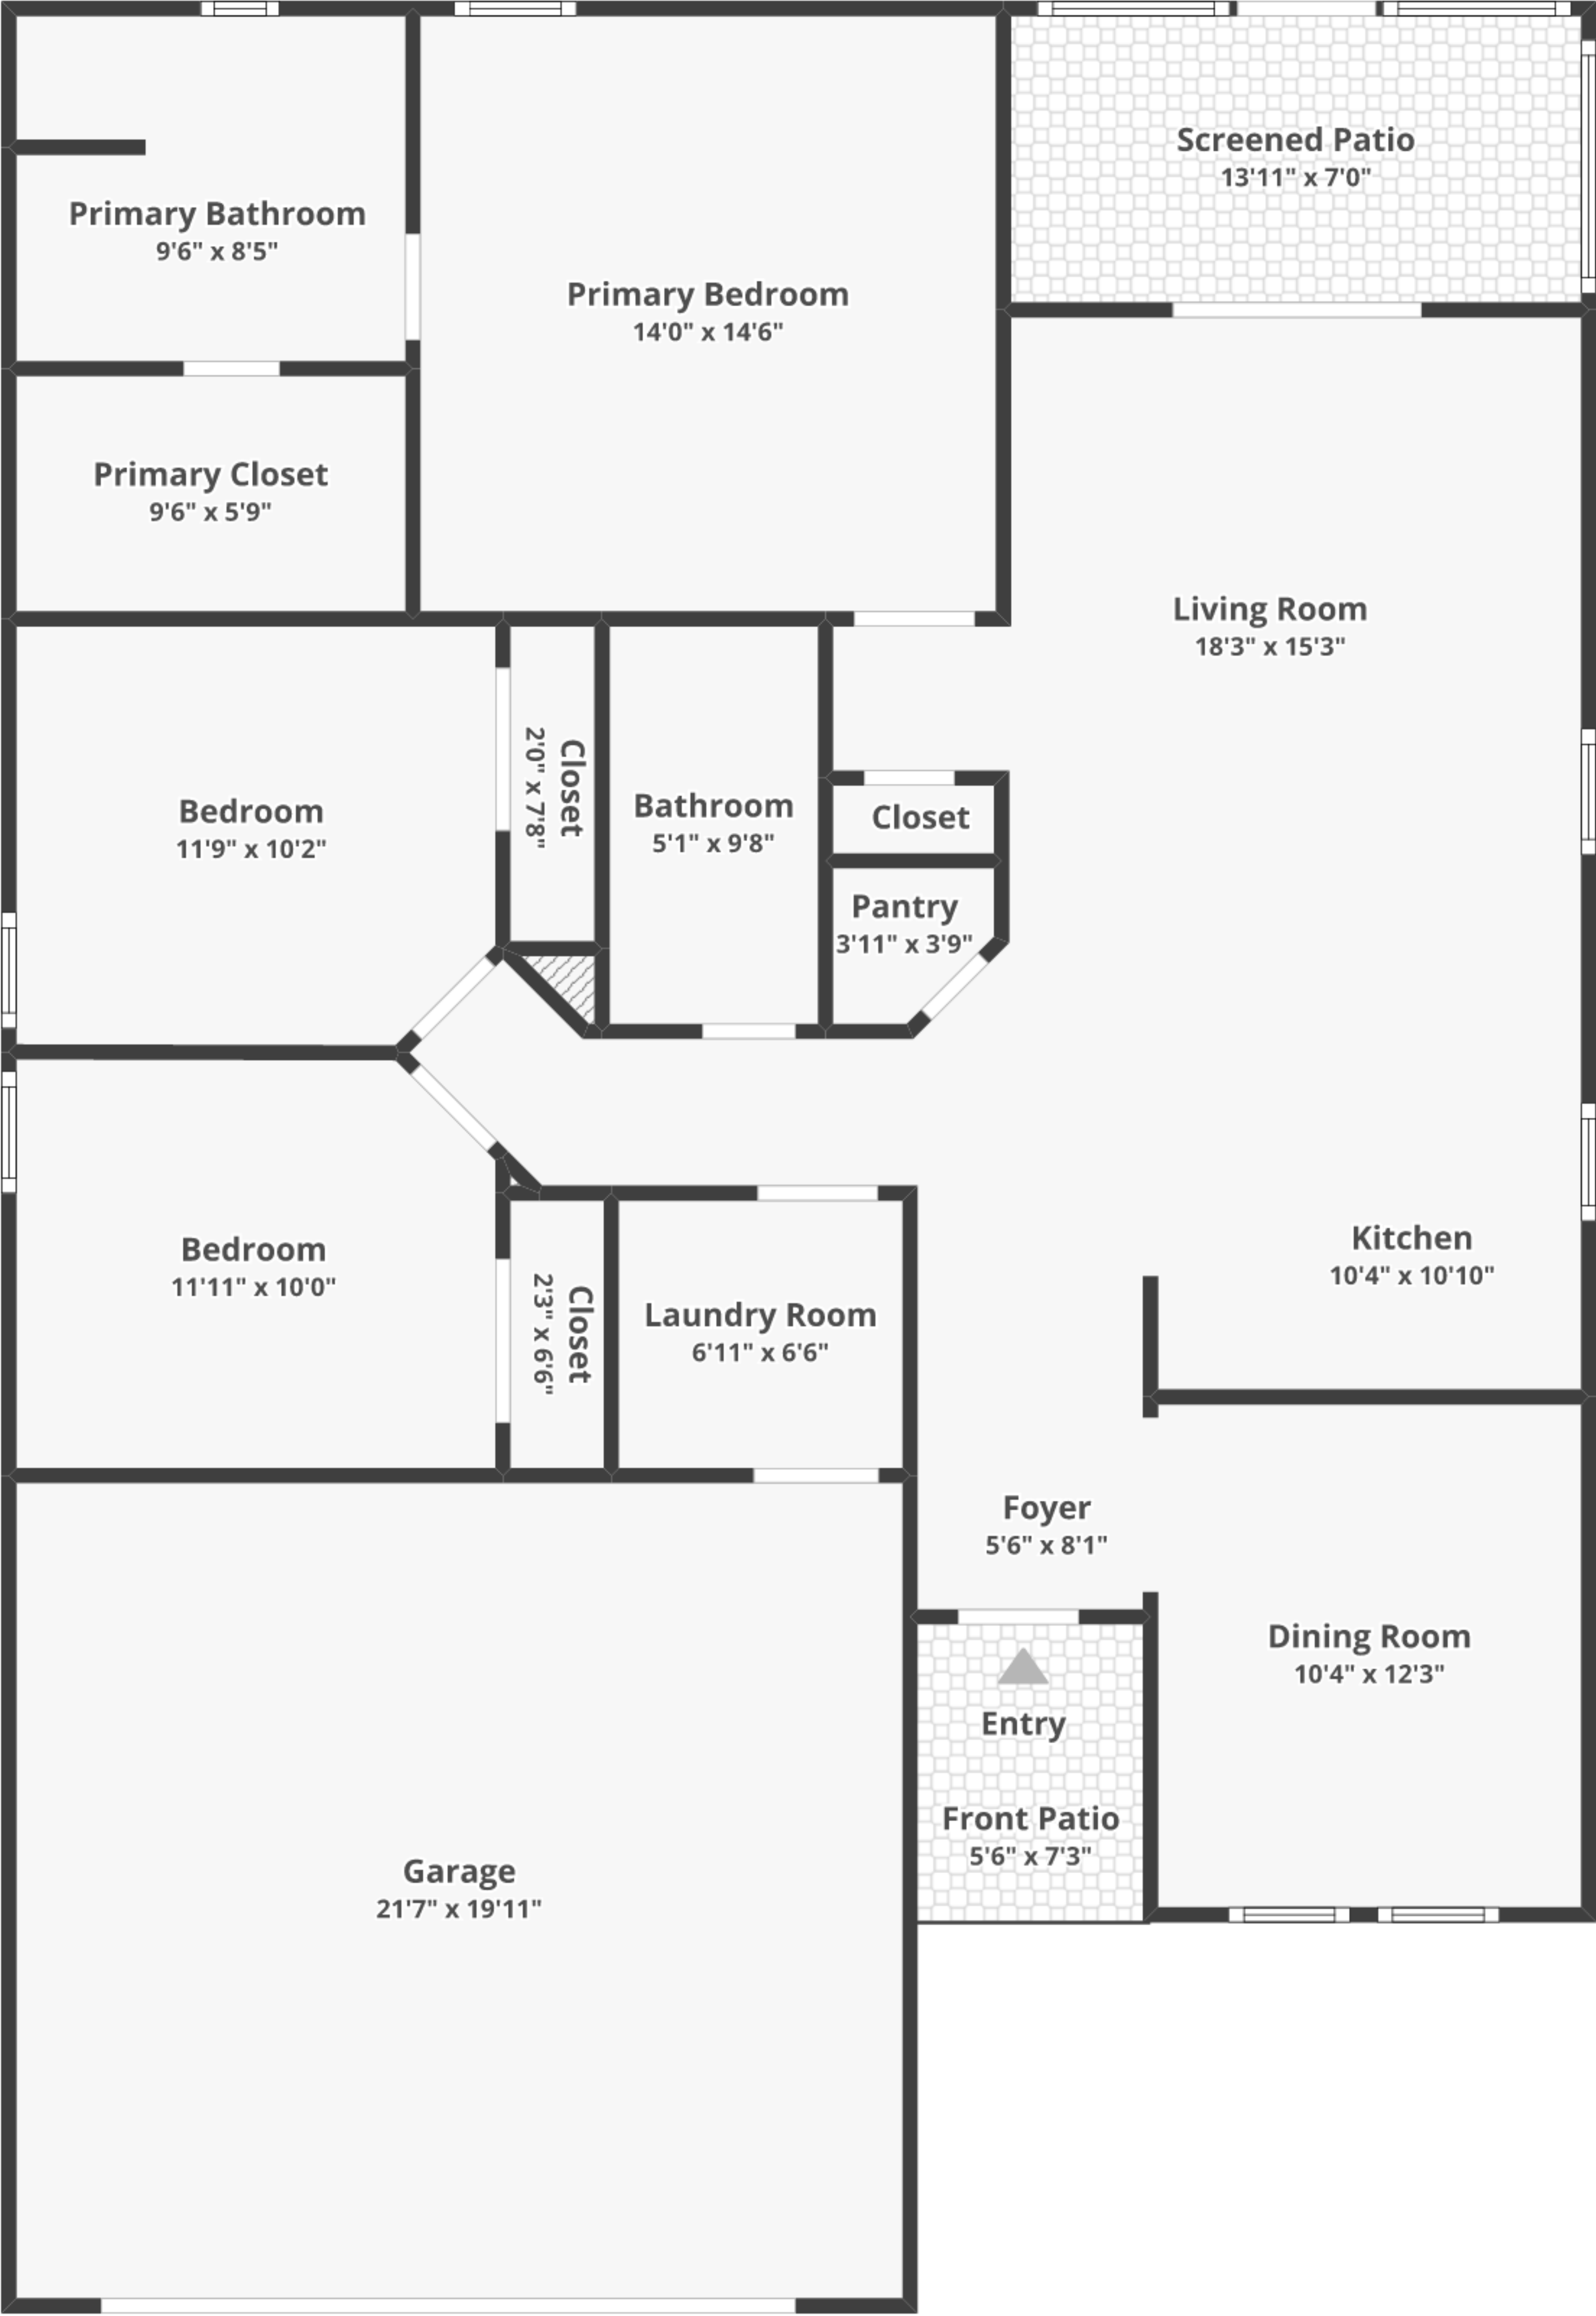 Screened Patio
13'11" x 7'0"
Primary Bathroom
9'6" x 8'5"
Primary Bedroom
14'0" x 14'6"
Primary Closet
9'6" x 5'9"
Living Room
18'3" x 15'3"
Bedroom
11'9" x 10'2"
Closet
2'0" x 7'8"
Bathroom
5'1" x 9'8"
Closet
Pantry
3'11" x 3'9"
Kitchen
10'4" x 10'10"
Bedroom
11'11" x 10'0"
Closet
2'3" x 6'6"
Laundry Room
6'11" x 6'6"
Foyer
5'6" x 8'1"
Dining Room
10'4" x 12'3"
Entry
Front Patio
5'6" x 7'3"
Garage
21'7" x 19'11"